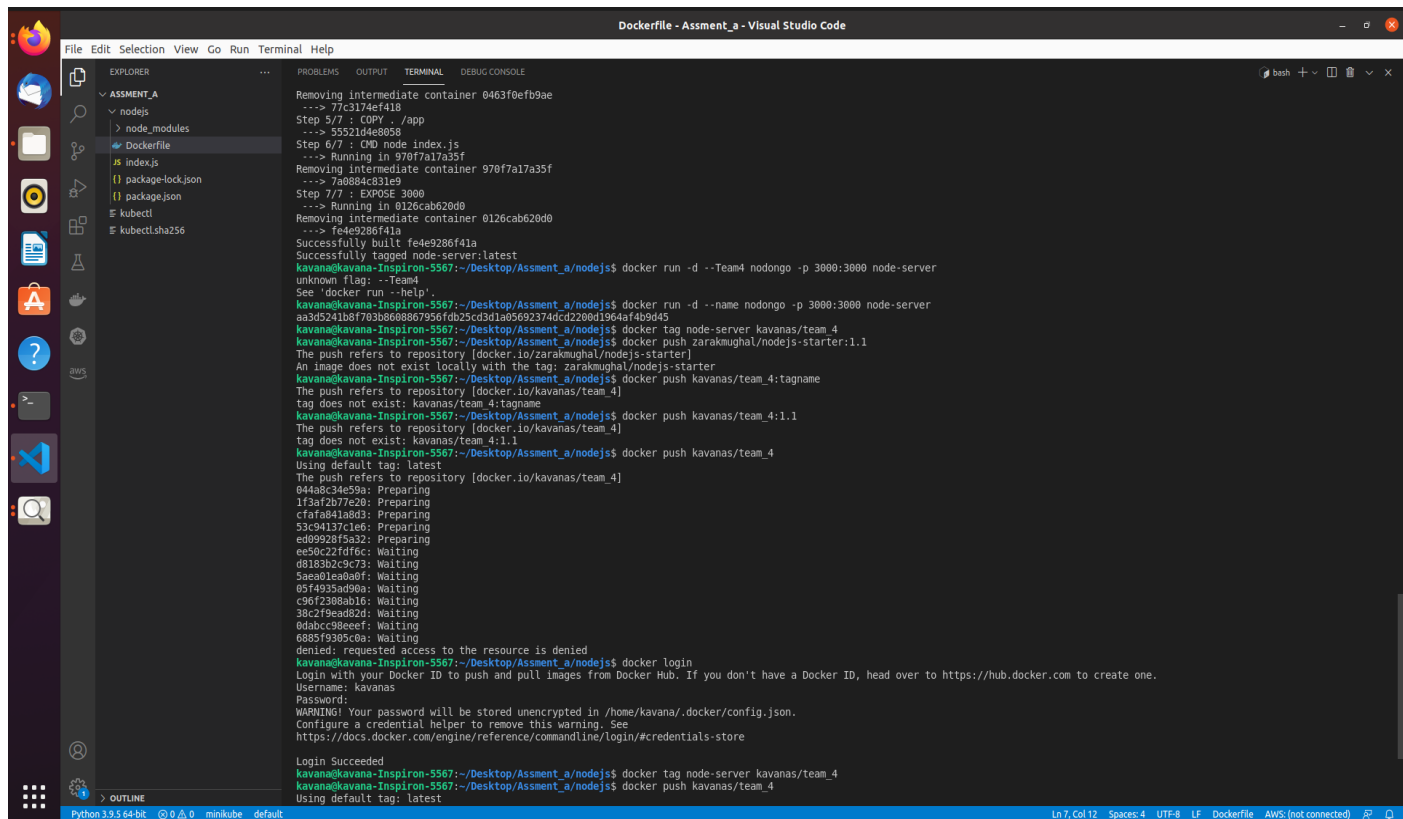 Dockerfile - Assment_a - Visual Studio Code
File Edit Selection View Go Run Terminal Help
EXPLORER
ASSMENT_A
nodejs
node_modules
Dockerfile
JS index.js
{} package-lock.json
{} package.json
kubectl
kubectl.sha256
aws
OUTLINE
PROBLEMS OUTPUT TERMINAL DEBUG CONSOLE
bash
Removing intermediate container 0463f0efb9ae
---> 77c3174ef418
Step 5/7 : COPY . /app
---> 55521d4e8058
Step 6/7 : CMD node index.js
---> Running in 970f7a17a35f
Removing intermediate container 970f7a17a35f
---> 7a0884c831e9
Step 7/7 : EXPOSE 3000
---> Running in 0126cab620d0
Removing intermediate container 0126cab620d0
---> fe4e9286f41a
Successfully built fe4e9286f41a
Successfully tagged node-server:latest
kavana@kavana-Inspiron-5567:~/Desktop/Assment_a/nodejs$ docker run -d --Team4 nodongo -p 3000:3000 node-server
unknown flag: --Team4
See 'docker run --help'.
kavana@kavana-Inspiron-5567:~/Desktop/Assment_a/nodejs$ docker run -d --name nodongo -p 3000:3000 node-server
aa3d5241b8f703b8608867956fdb25cd3d1a05692374dcd2200d1964af4b9d45
kavana@kavana-Inspiron-5567:~/Desktop/Assment_a/nodejs$ docker tag node-server kavanas/team_4
kavana@kavana-Inspiron-5567:~/Desktop/Assment_a/nodejs$ docker push zarakmughal/nodejs-starter:1.1
The push refers to repository [docker.io/zarakmughal/nodejs-starter]
An image does not exist locally with the tag: zarakmughal/nodejs-starter
kavana@kavana-Inspiron-5567:~/Desktop/Assment_a/nodejs$ docker push kavanas/team_4:tagname
The push refers to repository [docker.io/kavanas/team_4]
tag does not exist: kavanas/team_4:tagname
kavana@kavana-Inspiron-5567:~/Desktop/Assment_a/nodejs$ docker push kavanas/team_4:1.1
The push refers to repository [docker.io/kavanas/team_4]
tag does not exist: kavanas/team_4:1.1
kavana@kavana-Inspiron-5567:~/Desktop/Assment_a/nodejs$ docker push kavanas/team_4
Using default tag: latest
The push refers to repository [docker.io/kavanas/team_4]
044a8c34e59a: Preparing
1f3af2b77e20: Preparing
cfafa841a8d3: Preparing
53c94137c1e6: Preparing
ed09928f5a32: Preparing
ee50c22fdf6c: Waiting
d8183b2c9c73: Waiting
5aea01ea0a0f: Waiting
05f4935ad90a: Waiting
c96f2308ab16: Waiting
38c2f9ead82d: Waiting
0dabcc98eeef: Waiting
6885f9305c0a: Waiting
denied: requested access to the resource is denied
kavana@kavana-Inspiron-5567:~/Desktop/Assment_a/nodejs$ docker login
Login with your Docker ID to push and pull images from Docker Hub. If you don't have a Docker ID, head over to https://hub.docker.com to create one.
Username: kavanas
Password:
WARNING! Your password will be stored unencrypted in /home/kavana/.docker/config.json.
Configure a credential helper to remove this warning. See
https://docs.docker.com/engine/reference/commandline/login/#credentials-store
Login Succeeded
kavana@kavana-Inspiron-5567:~/Desktop/Assment_a/nodejs$ docker tag node-server kavanas/team_4
kavana@kavana-Inspiron-5567:~/Desktop/Assment_a/nodejs$ docker push kavanas/team_4
Using default tag: latest
Python 3.9.5 64-bit 0 0 minikube default Ln 7, Col 12 Spaces: 4 UTF-8 LF Dockerfile AWS: (not connected)